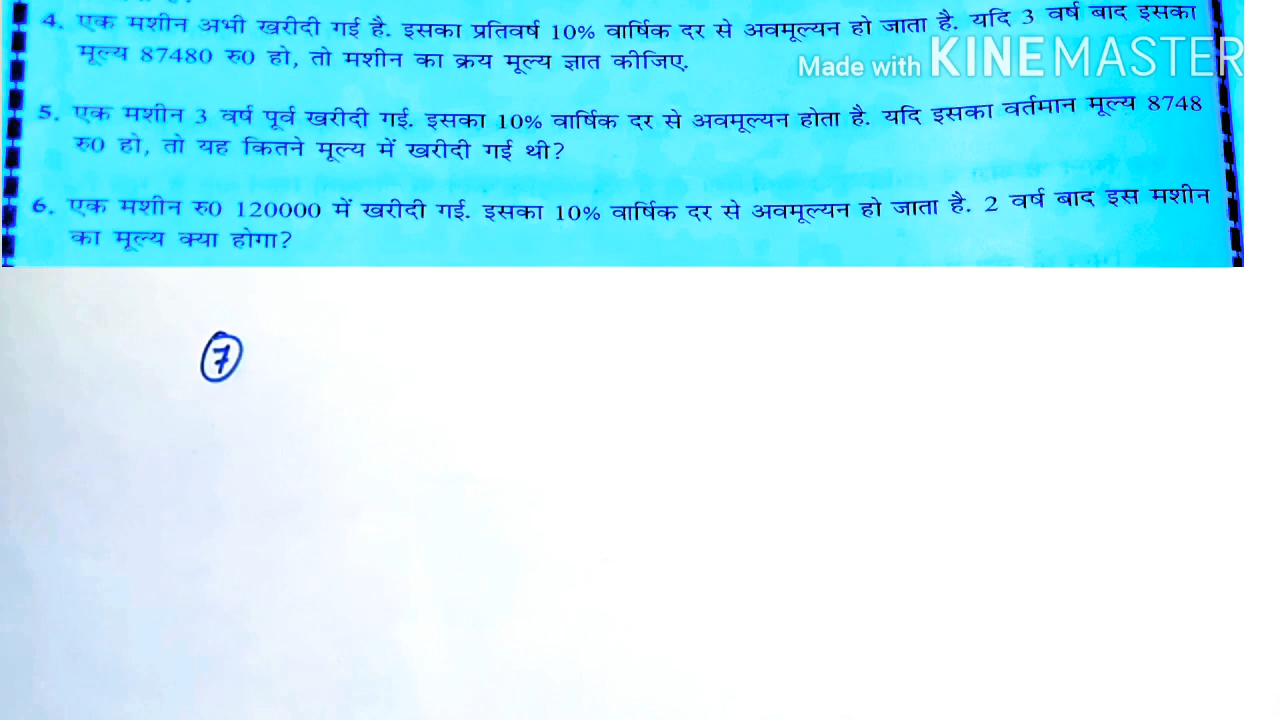 4. एक मशीन अभी खरीदी गई है. इसका प्रतिवर्ष 10% वार्षिक दर से अवमूल्यन हो जाता है. यदि 3 वर्ष बाद इसका
मूल्य 87480 रु0 हो, तो मशीन का क्रय मूल्य ज्ञात कीजिए.
Made with KINEMASTER
5. एक मशीन 3 वर्ष पूर्व खरीदी गई. इसका 10% वार्षिक दर से अवमूल्यन होता है. यदि इसका वर्तमान मूल्य 8748
रु0 हो, तो यह कितने मूल्य में खरीदी गई थी?
6. एक मशीन रु0 120000 में खरीदी गई. इसका 10% वार्षिक दर से अवमूल्यन हो जाता है. 2 वर्ष बाद इस मशीन
का मूल्य क्या होगा?
7